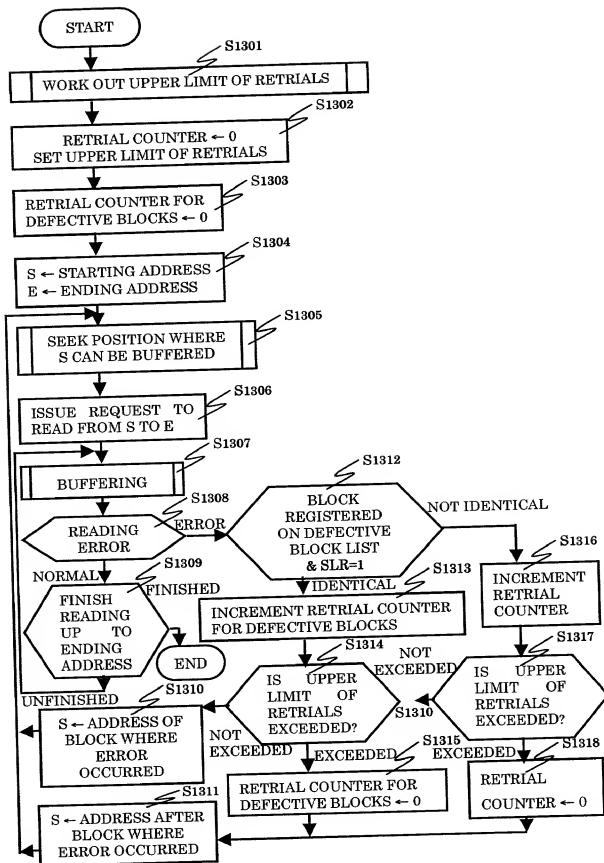 START
S1301
WORK OUT UPPER LIMIT OF RETRIALS
S1302
RETRIAL COUNTER ← 0
SET UPPER LIMIT OF RETRIALS
S1303
RETRIAL COUNTER FOR
DEFECTIVE BLOCKS ← 0
S1304
S ← STARTING ADDRESS
E ← ENDING ADDRESS
S1305
SEEK POSITION WHERE
S CAN BE BUFFERED
S1306
ISSUE REQUEST TO
READ FROM S TO E
S1307
BUFFERING
S1308
READING
ERROR
ERROR
NORMAL
S1309
FINISH
READING
UP TO
ENDING
ADDRESS
FINISHED
END
UNFINISHED
S1312
BLOCK
REGISTERED
ON DEFECTIVE
BLOCK LIST
& SLR=1
NOT IDENTICAL
IDENTICAL
S1313
INCREMENT RETRIAL COUNTER
FOR DEFECTIVE BLOCKS
S1316
INCREMENT
RETRIAL
COUNTER
S1314
IS UPPER
LIMIT OF
RETRIALS
EXCEEDED?
NOT
EXCEEDED
EXCEEDED
S1317
IS UPPER
LIMIT OF
RETRIALS
EXCEEDED?
NOT
EXCEEDED
S1310
EXCEEDED
S1310
S ← ADDRESS OF
BLOCK WHERE
ERROR
OCCURRED
S1315
RETRIAL COUNTER FOR
DEFECTIVE BLOCKS ← 0
S1318
RETRIAL
COUNTER ← 0
S1311
S ← ADDRESS AFTER
BLOCK WHERE
ERROR OCCURRED